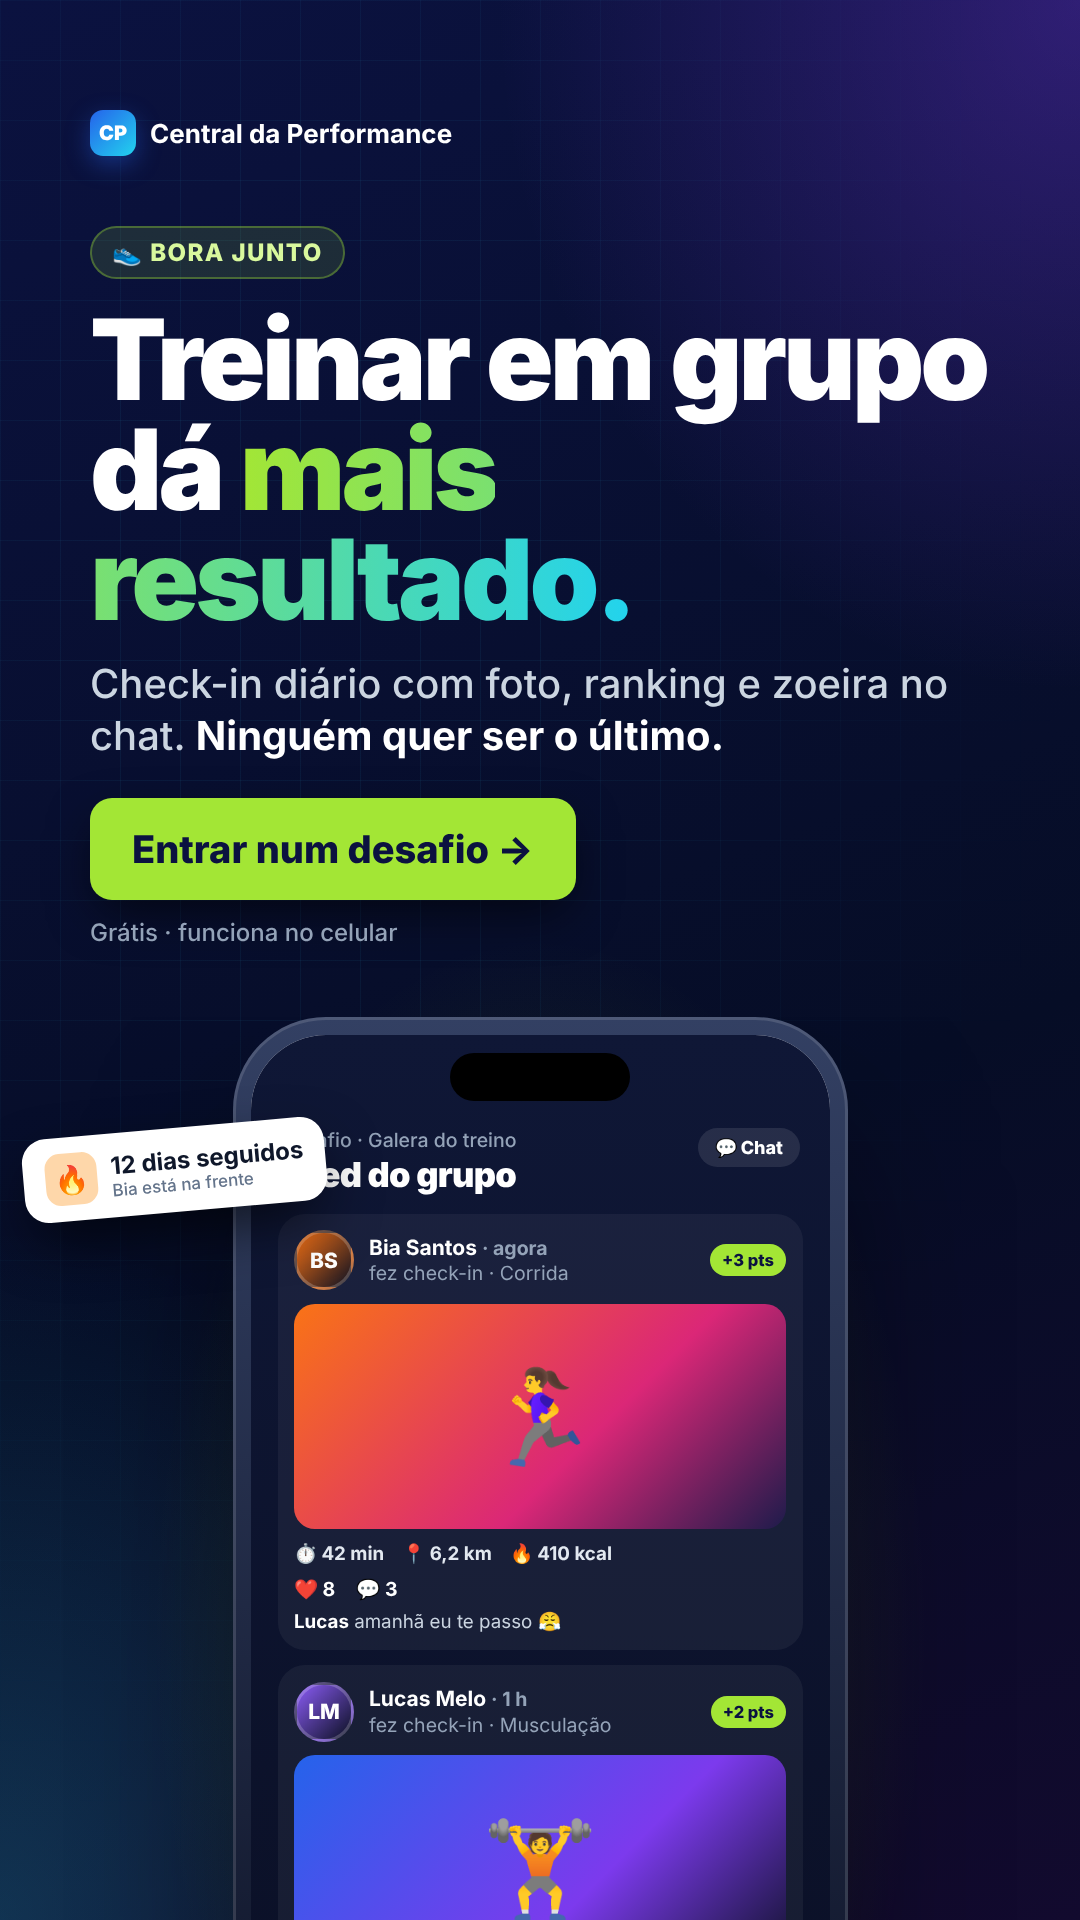 CP Central da Performance
👟 BORA JUNTO
Treinar em grupo
dá mais
resultado.
Check-in diário com foto, ranking e zoeira no
chat. Ninguém quer ser o último.
Entrar num desafio →
Grátis · funciona no celular
🔥 12 dias seguidos
Bia está na frente
· Galera do treino
do grupo
💬 Chat
BS Bia Santos · agora
fez check-in · Corrida
+3 pts
⏱️ 42 min 📍 6,2 km 🔥 410 kcal
❤️ 8 💬 3
Lucas amanhã eu te passo 😤
LM Lucas Melo · 1 h
fez check-in · Musculação
+2 pts